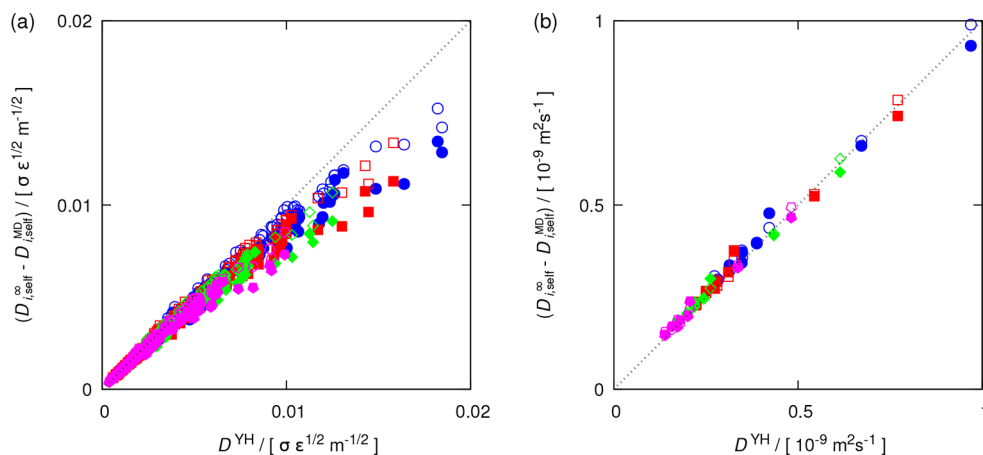 (a)
0.02
0.01
0
0
0.01
0.02
(D∞i,self - DMDi,self) / [ σ ε1/2 m-1/2 ]
DYH / [ σ ε1/2 m-1/2 ]
(b)
1
0.5
0
0
0.5
1
(D∞i,self - DMDi,self) / [ 10-9 m2s-1 ]
DYH / [ 10-9 m2s-1 ]